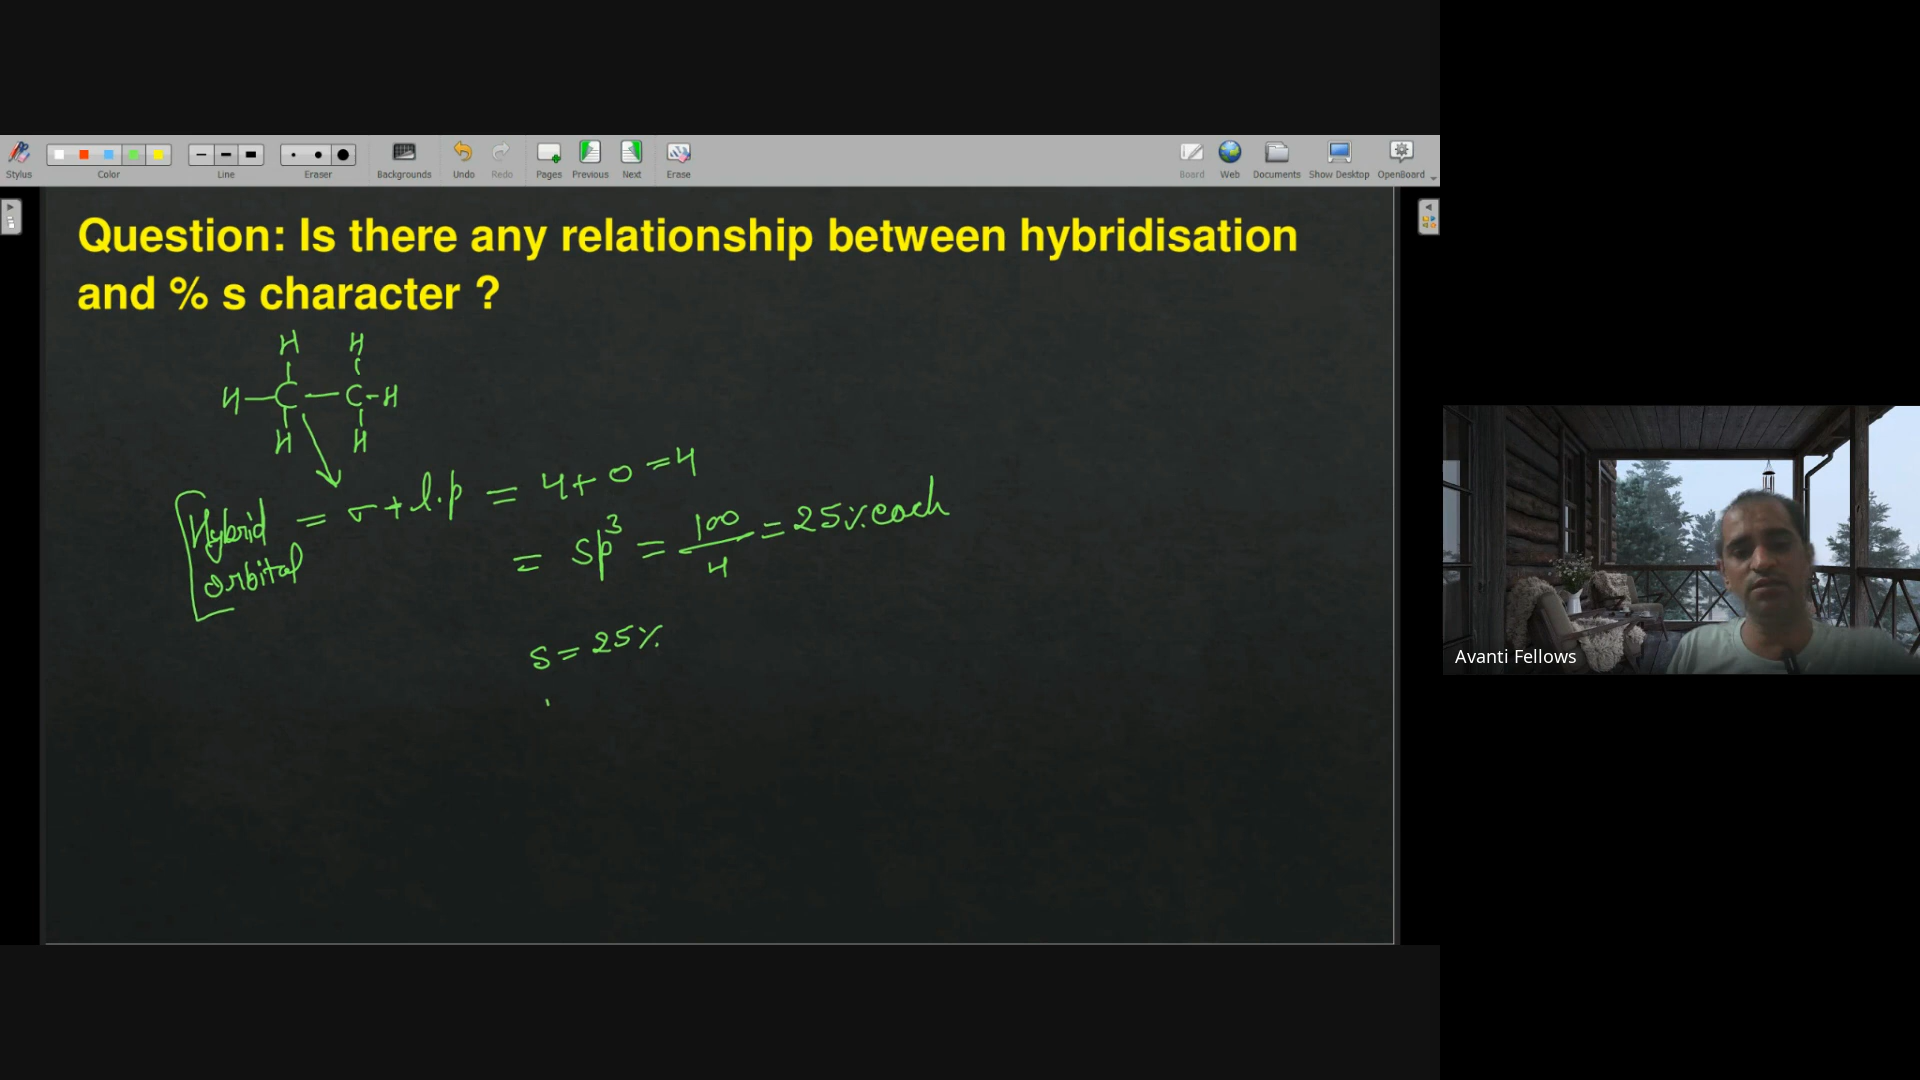 Stylus
Color
Line
Eraser
Backgrounds
Undo
Redo
Pages
Previous
Next
Erase
Board
Web
Documents
Show Desktop
OpenBoard
Question: Is there any relationship between hybridisation
and % s character ?
H H
H—C—C-H
H H
Hybrid orbital = σ + l.p = 4+0 = 4
= sp³ = 100/4 = 25% each
s = 25%
Avanti Fellows